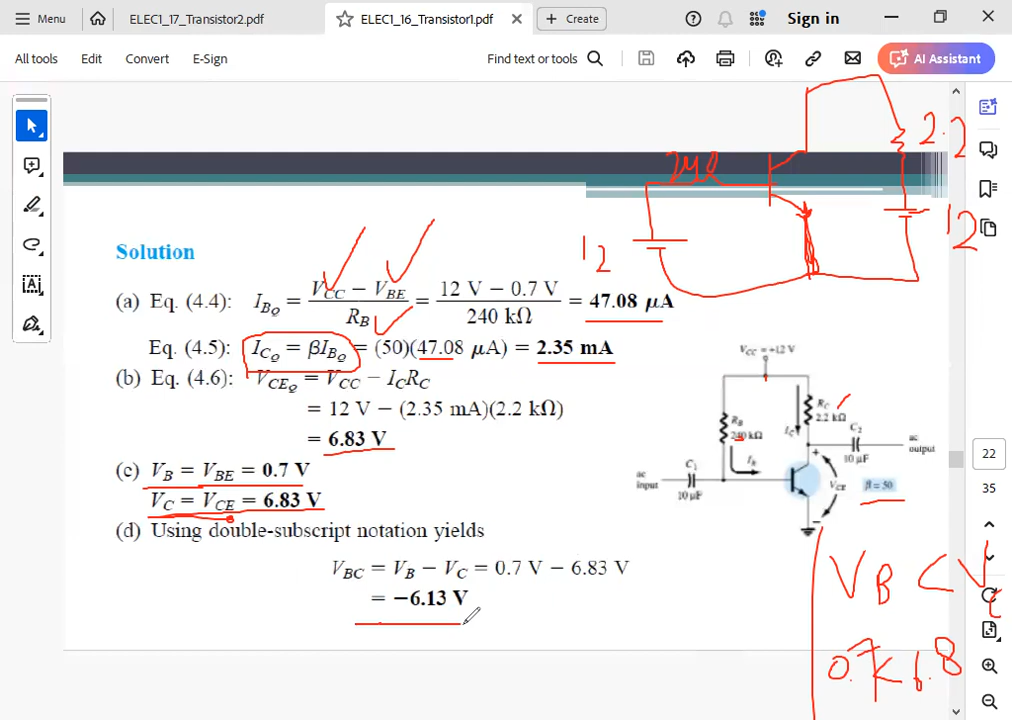 Menu ELEC1_17_Transistor2.pdf ELEC1_16_Transistor1.pdf Create Sign in
All tools Edit Convert E-Sign Find text or tools AI Assistant
2.2
240
12
12
Solution
(a) Eq. (4.4): I_BQ = (V_CC − V_BE) / R_B = (12 V − 0.7 V) / 240 kΩ = 47.08 μA
Eq. (4.5): I_CQ = βI_BQ = (50)(47.08 μA) = 2.35 mA
(b) Eq. (4.6): V_CEQ = V_CC − I_C R_C
= 12 V − (2.35 mA)(2.2 kΩ)
= 6.83 V
(c) V_B = V_BE = 0.7 V
V_C = V_CE = 6.83 V
(d) Using double-subscript notation yields
V_BC = V_B − V_C = 0.7 V − 6.83 V
= −6.13 V
V_CC = +12 V
R_C
2.2 kΩ
R_B
240 kΩ
I_C
C_2
10 μF
ac
output
I_B
C_1
ac
input
10 μF
+
V_CE
−
β = 50
V_B < V_C
0.7 < 6.8
22
35